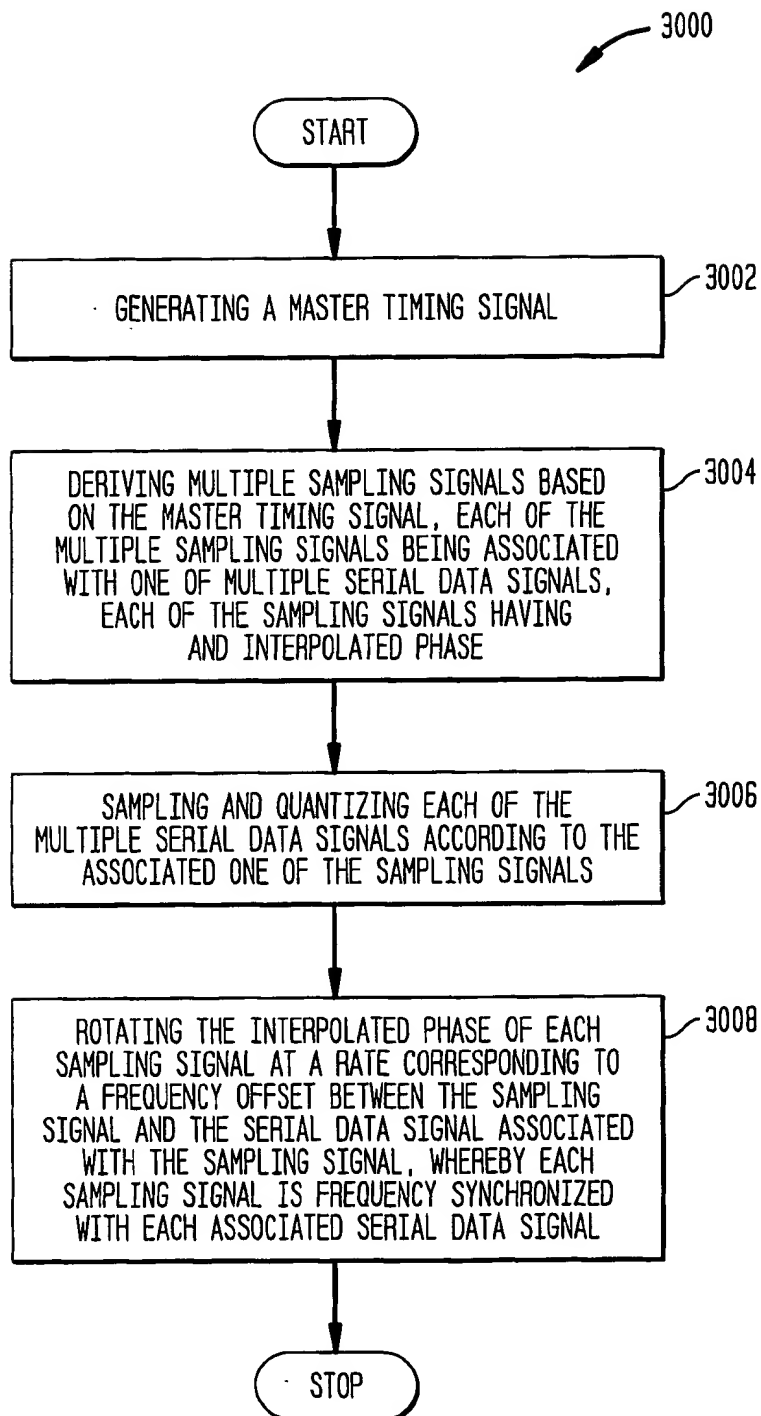 3000
START
GENERATING A MASTER TIMING SIGNAL
3002
DERIVING MULTIPLE SAMPLING SIGNALS BASED
ON THE MASTER TIMING SIGNAL, EACH OF THE
MULTIPLE SAMPLING SIGNALS BEING ASSOCIATED
WITH ONE OF MULTIPLE SERIAL DATA SIGNALS,
EACH OF THE SAMPLING SIGNALS HAVING
AND INTERPOLATED PHASE
3004
SAMPLING AND QUANTIZING EACH OF THE
MULTIPLE SERIAL DATA SIGNALS ACCORDING TO THE
ASSOCIATED ONE OF THE SAMPLING SIGNALS
3006
ROTATING THE INTERPOLATED PHASE OF EACH
SAMPLING SIGNAL AT A RATE CORRESPONDING TO
A FREQUENCY OFFSET BETWEEN THE SAMPLING
SIGNAL AND THE SERIAL DATA SIGNAL ASSOCIATED
WITH THE SAMPLING SIGNAL, WHEREBY EACH
SAMPLING SIGNAL IS FREQUENCY SYNCHRONIZED
WITH EACH ASSOCIATED SERIAL DATA SIGNAL
3008
STOP